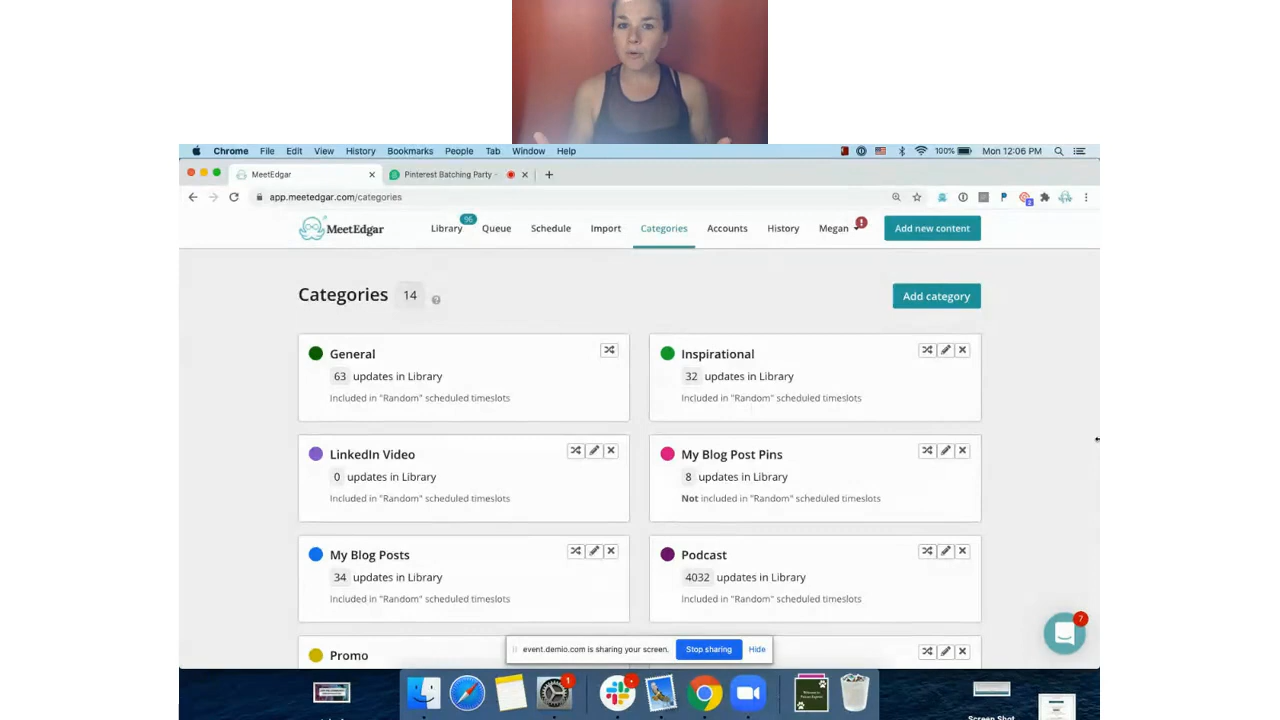 Chrome File Edit View History Bookmarks People Tab Window Help 100% Mon 12:06 PM
MeetEdgar Pinterest Batching Party
app.meetedgar.com/categories 2
MeetEdgar Library 96 Queue Schedule Import Categories Accounts History Megan Add new content
Categories 14 ? Add category
General
63 updates in Library
Included in "Random" scheduled timeslots
Inspirational
32 updates in Library
Included in "Random" scheduled timeslots
LinkedIn Video
0 updates in Library
Included in "Random" scheduled timeslots
My Blog Post Pins
8 updates in Library
Not included in "Random" scheduled timeslots
My Blog Posts
34 updates in Library
Included in "Random" scheduled timeslots
Podcast
4032 updates in Library
Included in "Random" scheduled timeslots
Promo
event.demio.com is sharing your screen. Stop sharing Hide
7
1
Screen Shot